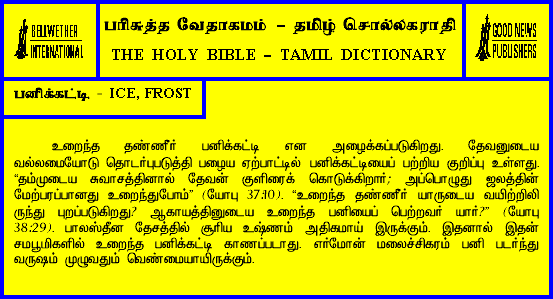 BELLWETHER
INTERNATIONAL
பரிசுத்த வேதாகமம் – தமிழ் சொல்லகராதி
THE HOLY BIBLE – TAMIL DICTIONARY
GOOD NEWS
PUBLISHERS
பனிக்கட்டி - ICE, FROST
உறைந்த தண்ணீர் பனிக்கட்டி என அழைக்கப்படுகிறது. தேவனுடைய
வல்லமையோடு தொடர்புபடுத்தி பழைய ஏற்பாட்டில் பனிக்கட்டியைப் பற்றிய குறிப்பு உள்ளது.
“தம்முடைய சுவாசத்தினால் தேவன் குளிரைக் கொடுக்கிறார்; அப்பொழுது ஜலத்தின்
மேற்பரப்பானது உறைந்துபோம்” (யோபு 37:10). “உறைந்த தண்ணீர் யாருடைய வயிற்றிலி
ருந்து புறப்படுகிறது? ஆகாயத்தினுடைய உறைந்த பனியைப் பெற்றவர் யார்?” (யோபு
38:29). பாலஸ்தீன தேசத்தில் சூரிய உஷ்ணம் அதிகமாய் இருக்கும். இதனால் இதன்
சமபூமிகளில் உறைந்த பனிக்கட்டி காணப்படாது. எர்மோன் மலைச்சிகரம் பனி படர்ந்து
வருஷம் முழுவதும் வெண்மையாயிருக்கும்.